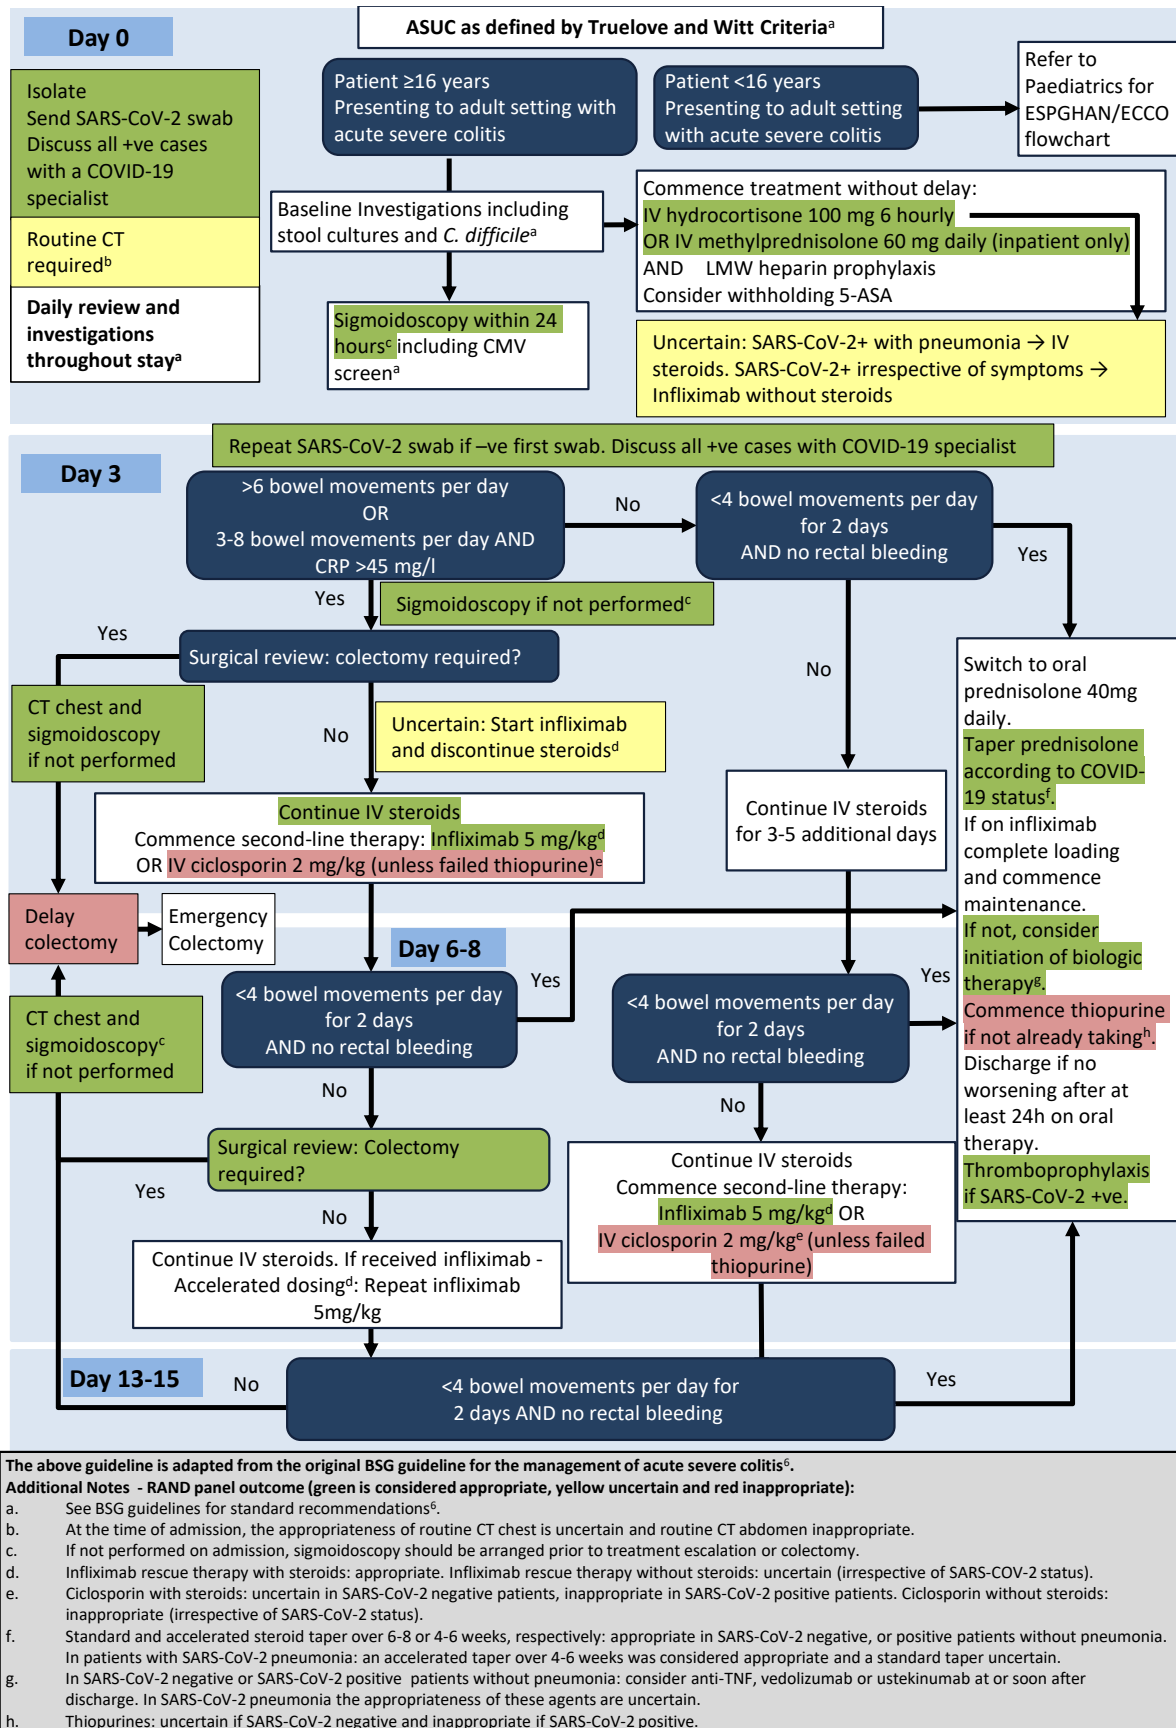 Day 0
ASUC as defined by Truelove and Witt Criteriaᵃ
Isolate
Send SARS-CoV-2 swab
Discuss all +ve cases
with a COVID-19
specialist
Routine CT
requiredᵇ
Daily review and
investigations
throughout stayᵃ
Patient ≥16 years
Presenting to adult setting with
acute severe colitis
Patient <16 years
Presenting to adult setting
with acute severe colitis
Refer to
Paediatrics for
ESPGHAN/ECCO
flowchart
Baseline Investigations including
stool cultures and C. difficileᵃ
Commence treatment without delay:
IV hydrocortisone 100 mg 6 hourly
OR IV methylprednisolone 60 mg daily (inpatient only)
AND LMW heparin prophylaxis
Consider withholding 5-ASA
Sigmoidoscopy within 24
hoursᶜ including CMV
screenᵃ
Uncertain: SARS-CoV-2+ with pneumonia → IV
steroids. SARS-CoV-2+ irrespective of symptoms →
Infliximab without steroids
Repeat SARS-CoV-2 swab if –ve first swab. Discuss all +ve cases with COVID-19 specialist
Day 3
>6 bowel movements per day
OR
3-8 bowel movements per day AND
CRP >45 mg/l
No
<4 bowel movements per day
for 2 days
AND no rectal bleeding
Yes
Yes
Sigmoidoscopy if not performedᶜ
Yes
Surgical review: colectomy required?
No
CT chest and
sigmoidoscopy
if not performed
No
Uncertain: Start infliximab
and discontinue steroidsᵈ
Continue IV steroids
Commence second-line therapy: Infliximab 5 mg/kgᵈ
OR IV ciclosporin 2 mg/kg (unless failed thiopurine)ᵉ
Continue IV steroids
for 3-5 additional days
Switch to oral
prednisolone 40mg
daily.
Taper prednisolone
according to COVID-
19 statusᶠ.
If on infliximab
complete loading
and commence
maintenance.
If not, consider
initiation of biologic
therapyᵍ.
Commence thiopurine
if not already takingʰ.
Discharge if no
worsening after at
least 24h on oral
therapy.
Thromboprophylaxis
if SARS-CoV-2 +ve.
Delay
colectomy
Emergency
Colectomy
Day 6-8
<4 bowel movements per day
for 2 days
AND no rectal bleeding
Yes
<4 bowel movements per day
for 2 days
AND no rectal bleeding
Yes
CT chest and
sigmoidoscopyᶜ
if not performed
No
No
Surgical review: Colectomy
required?
Yes
No
Continue IV steroids
Commence second-line therapy:
Infliximab 5 mg/kgᵈ OR
IV ciclosporin 2 mg/kgᵉ (unless failed
thiopurine)
Continue IV steroids. If received infliximab -
Accelerated dosingᵈ: Repeat infliximab
5mg/kg
Day 13-15
No
<4 bowel movements per day for
2 days AND no rectal bleeding
Yes
The above guideline is adapted from the original BSG guideline for the management of acute severe colitis⁶.
Additional Notes - RAND panel outcome (green is considered appropriate, yellow uncertain and red inappropriate):
a. See BSG guidelines for standard recommendations⁶.
b. At the time of admission, the appropriateness of routine CT chest is uncertain and routine CT abdomen inappropriate.
c. If not performed on admission, sigmoidoscopy should be arranged prior to treatment escalation or colectomy.
d. Infliximab rescue therapy with steroids: appropriate. Infliximab rescue therapy without steroids: uncertain (irrespective of SARS-COV-2 status).
e. Ciclosporin with steroids: uncertain in SARS-CoV-2 negative patients, inappropriate in SARS-CoV-2 positive patients. Ciclosporin without steroids:
inappropriate (irrespective of SARS-CoV-2 status).
f. Standard and accelerated steroid taper over 6-8 or 4-6 weeks, respectively: appropriate in SARS-CoV-2 negative, or positive patients without pneumonia.
In patients with SARS-CoV-2 pneumonia: an accelerated taper over 4-6 weeks was considered appropriate and a standard taper uncertain.
g. In SARS-CoV-2 negative or SARS-CoV-2 positive patients without pneumonia: consider anti-TNF, vedolizumab or ustekinumab at or soon after
discharge. In SARS-CoV-2 pneumonia the appropriateness of these agents are uncertain.
h. Thiopurines: uncertain if SARS-CoV-2 negative and inappropriate if SARS-CoV-2 positive.